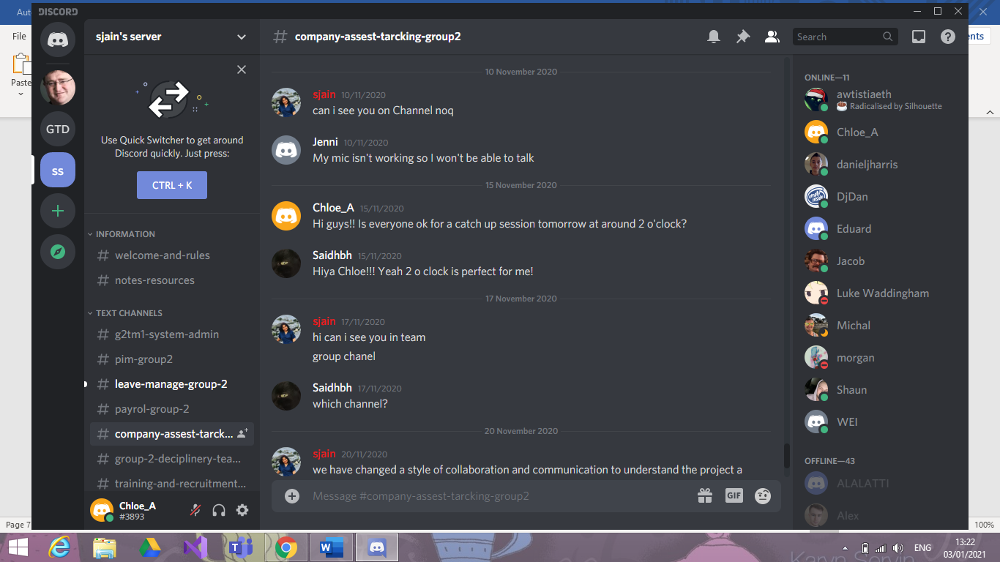 Aut
DISCORD
File
Paste
ents
sjain's server
company-assest-tarcking-group2
Search
GTD
ss
Use Quick Switcher to get around
Discord quickly. Just press:
CTRL + K
INFORMATION
welcome-and-rules
notes-resources
TEXT CHANNELS
g2tm1-system-admin
pim-group2
leave-manage-group-2
payrol-group-2
company-assest-tarck...
group-2-deciplinery-tea...
training-and-recruitment...
Chloe_A
#3893
10 November 2020
sjain 10/11/2020
can i see you on Channel noq
Jenni 10/11/2020
My mic isn't working so I won't be able to talk
15 November 2020
Chloe_A 15/11/2020
Hi guys!! Is everyone ok for a catch up session tomorrow at around 2 o'clock?
Saidhbh 15/11/2020
Hiya Chloe!!! Yeah 2 o clock is perfect for me!
17 November 2020
sjain 17/11/2020
hi can i see you in team
group chanel
Saidhbh 17/11/2020
which channel?
20 November 2020
sjain 20/11/2020
we have changed a style of collaboration and communication to understand the project a
Message #company-assest-tarcking-group2
GIF
ONLINE—11
awtistiaeth
Radicalised by Silhouette
Chloe_A
danieljharris
DjDan
Eduard
Jacob
Luke Waddingham
Michal
morgan
Shaun
WEI
OFFLINE—43
ALALATTI
Alex
Page 7
100%
ENG
13:22
03/01/2021